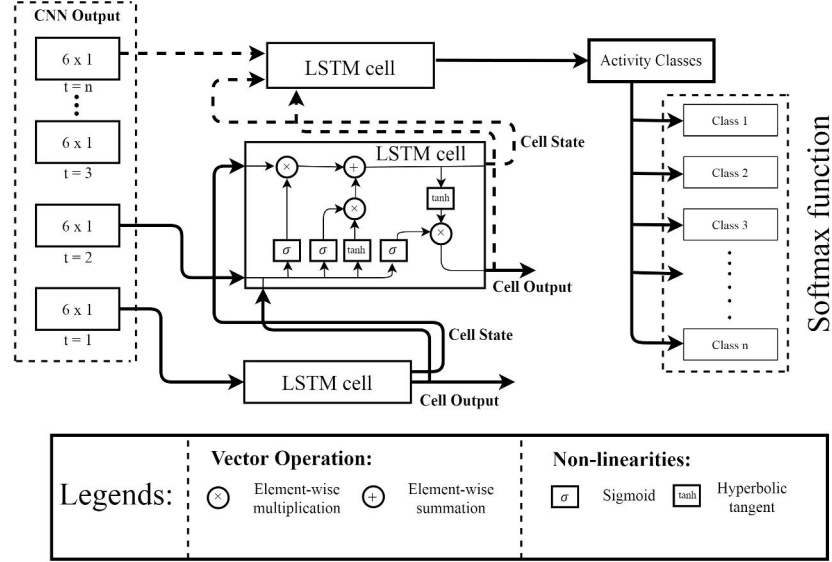 CNN Output
6 x 1
t = n
6 x 1
t = 3
6 x 1
t = 2
6 x 1
t = 1
LSTM cell
Activity Classes
Class 1
Class 2
Class 3
Class n
Softmax function
LSTM cell
Cell State
×
+
tanh
×
×
σ
σ
tanh
σ
Cell Output
Cell State
LSTM cell
Cell Output
Legends:
Vector Operation:
× Element-wise
multiplication
+ Element-wise
summation
Non-linearities:
σ Sigmoid
tanh Hyperbolic
tangent